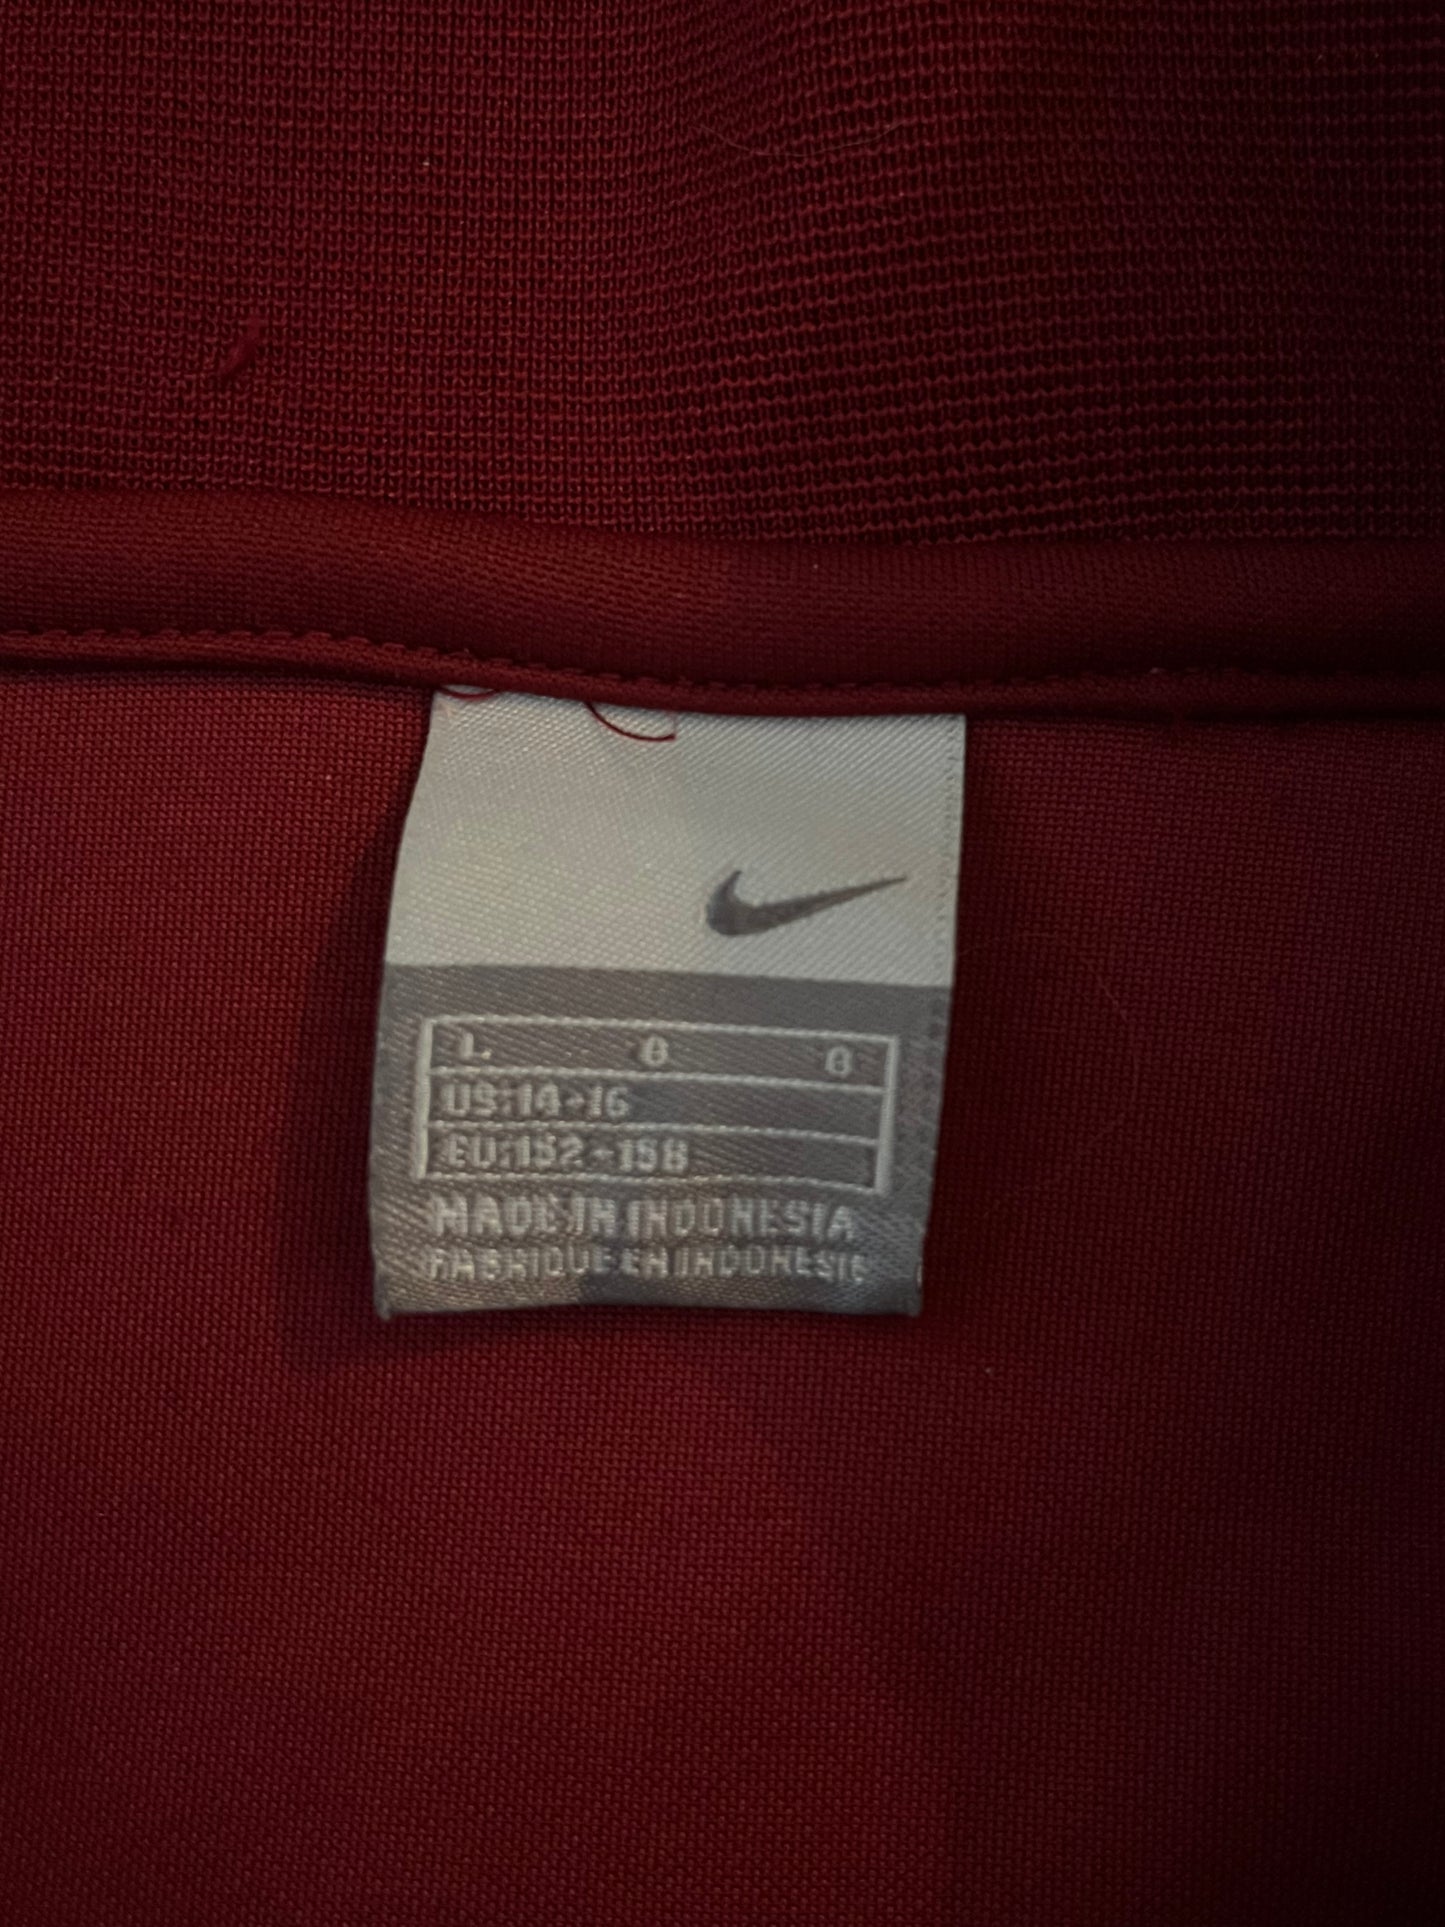 L G G
US:14-16
EU:152-158
MADE IN INDONESIA
FABRIQUE EN INDONESIE